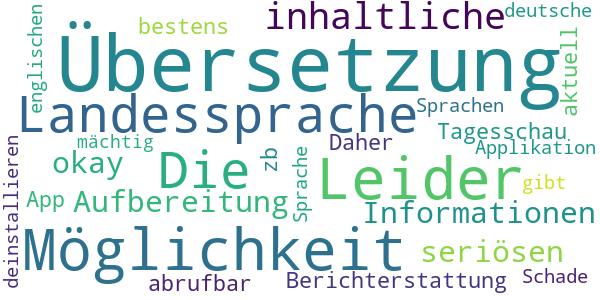 inhaltliche
deutsche
bestens
englischen
Übersetzung
aktuell
Landessprache
Sprachen
Tagesschau
mächtig
Daher
Applikation
okay
Die
zb
Leider
gibt
deinstallieren
App
Aufbereitung
Sprache
Informationen
Möglichkeit
seriösen
abrufbar
Berichterstattung
Schade